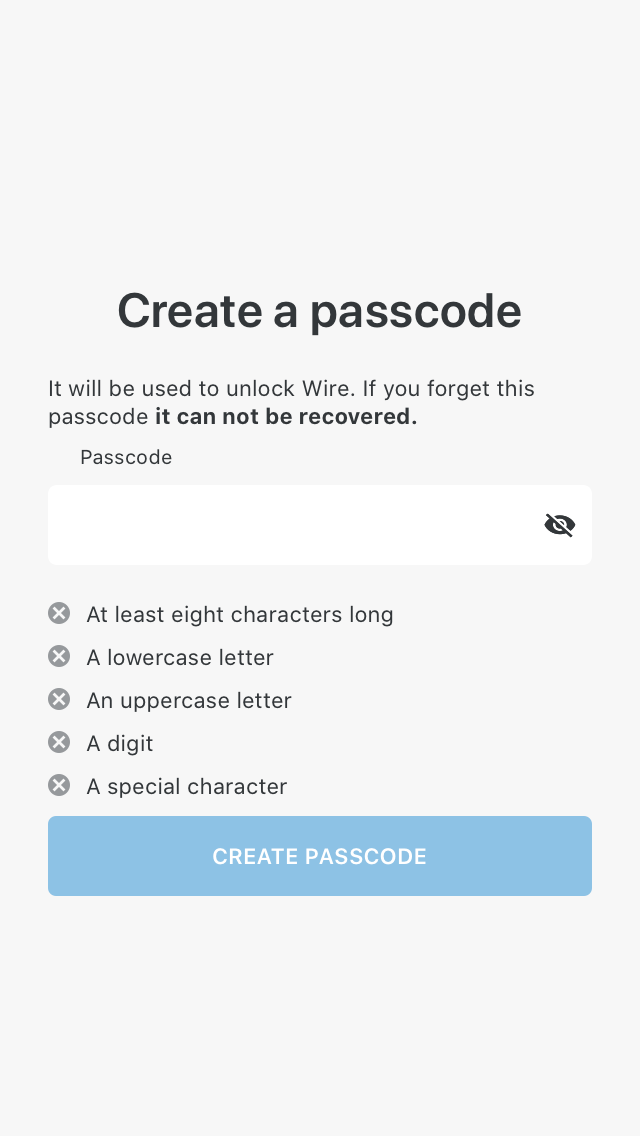 Create a passcode
It will be used to unlock Wire. If you forget this
passcode it can not be recovered.
Passcode
At least eight characters long
A lowercase letter
An uppercase letter
A digit
A special character
CREATE PASSCODE